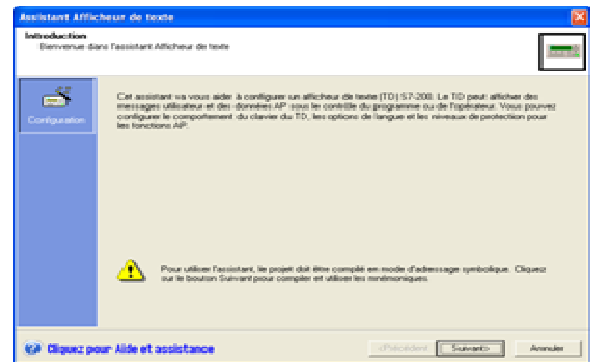 Assistant Afficheur de texte
Introduction
Bienvenue dans l'assistant Afficheur de texte
Configuration
Cet assistant va vous aider à configurer un afficheur de texte (TD) S7-200. Le TD peut afficher des
messages utilisateur et des données AP sous le contrôle du programme ou de l'opérateur. Vous pouvez
configurer le comportement du clavier du TD, les options de langue et les niveaux de protection pour
les fonctions AP.
Pour utiliser l'assistant, le projet doit être compilé en mode d'adressage symbolique. Cliquez
sur le bouton Suivant pour compiler et utiliser les mnémoniques.
Cliquez pour Aide et assistance
<Précédent Suivant> Annuler